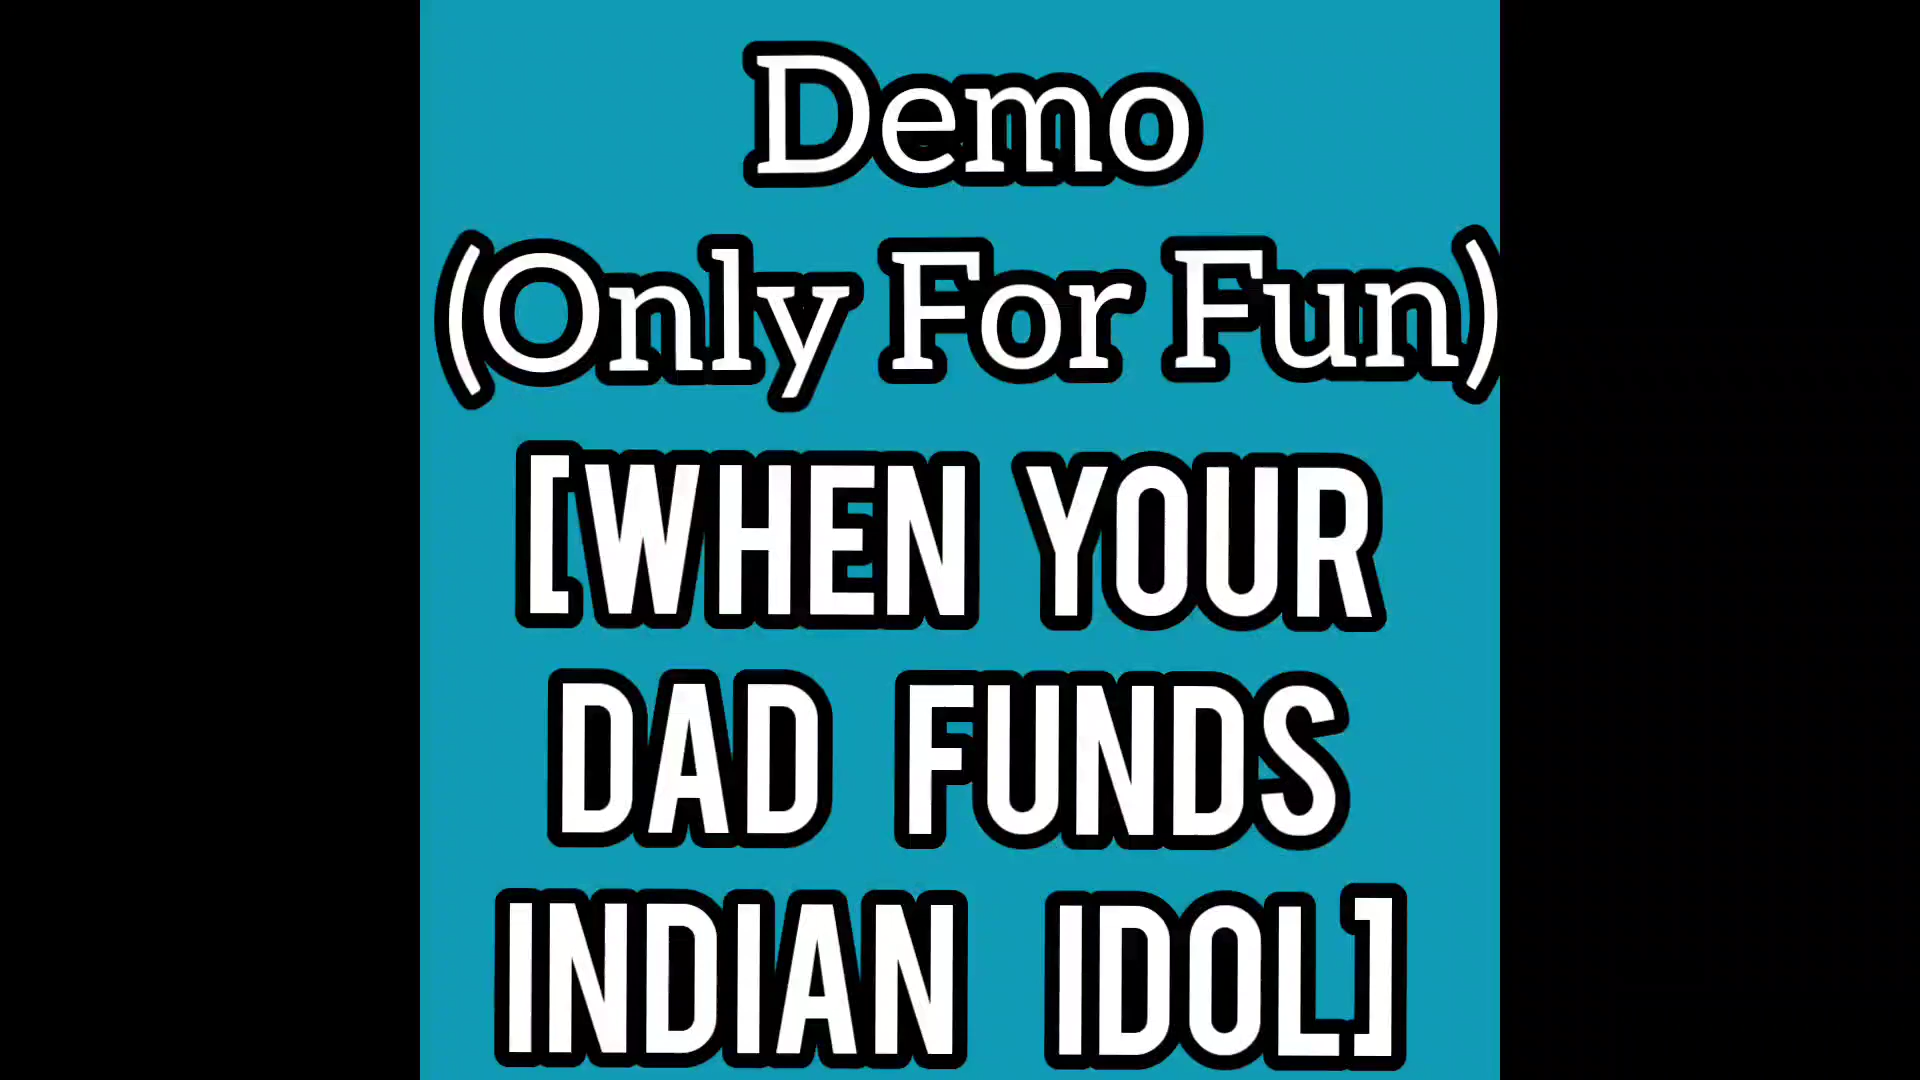 Demo
(Only For Fun)
[WHEN YOUR
DAD FUNDS
INDIAN IDOL]